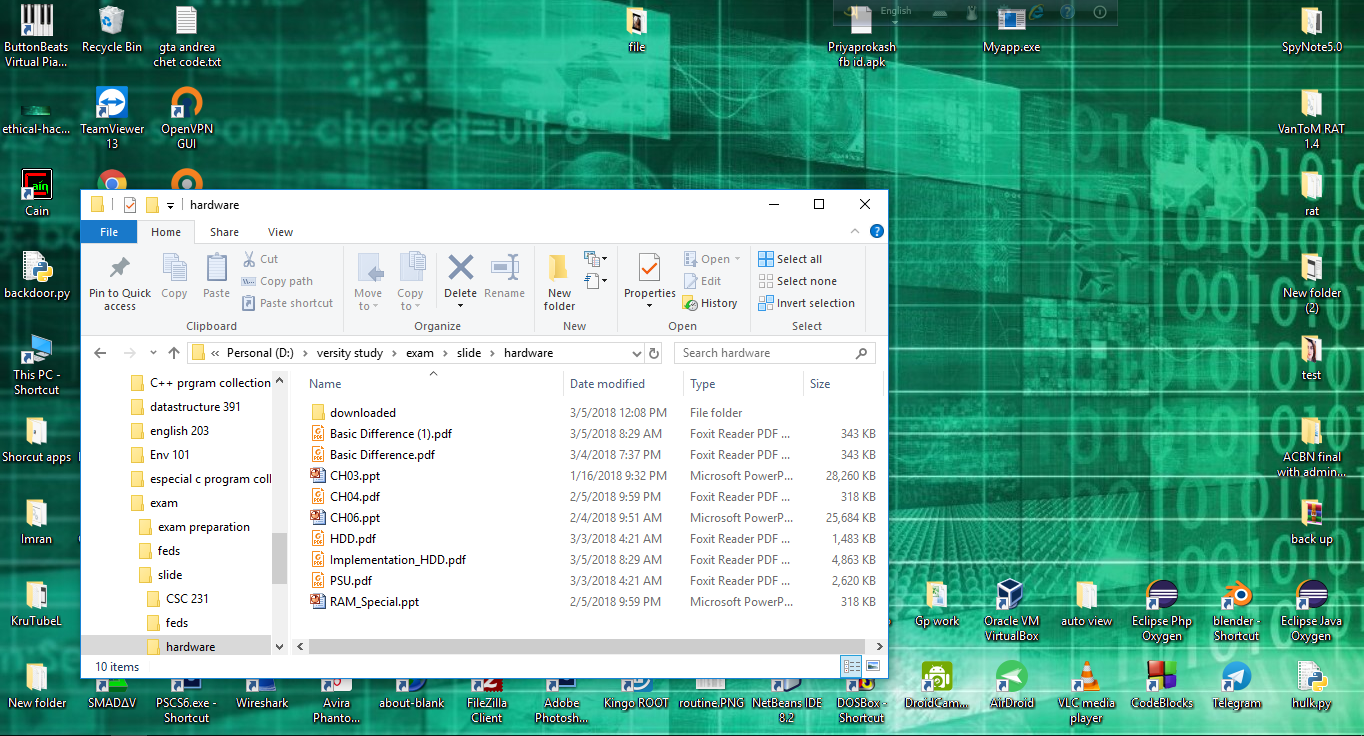 ButtonBeats
Virtual Pia...
Recycle Bin
gta andrea
chet code.txt
file
English
Priyaprokash
fb id.apk
Myapp.exe
SpyNote5.0
ethical-hac...
TeamViewer
13
OpenVPN
GUI
am-charset=utf-8
VanToM RAT
1.4
Cain
rat
backdoor.py
New folder
(2)
This PC -
Shortcut
test
Shorcut apps
ACBN final
with admin...
Imran
back up
KruTubeL
hardware
File
Home
Share
View
Pin to Quick
access
Copy
Paste
Cut
Copy path
Paste shortcut
Clipboard
Move
to
Copy
to
Delete
Rename
Organize
New
folder
New
Properties
Open
Edit
History
Open
Select all
Select none
Invert selection
Select
« Personal (D:) › versity study › exam › slide › hardware
Search hardware
C++ prgram collection
datastructure 391
english 203
Env 101
especial c program coll
exam
exam preparation
feds
slide
CSC 231
feds
hardware
Name Date modified Type Size
downloaded 3/5/2018 12:08 PM File folder
Basic Difference (1).pdf 3/5/2018 8:29 AM Foxit Reader PDF ... 343 KB
Basic Difference.pdf 3/4/2018 7:37 PM Foxit Reader PDF ... 343 KB
CH03.ppt 1/16/2018 9:32 PM Microsoft PowerP... 28,260 KB
CH04.pdf 2/5/2018 9:59 PM Foxit Reader PDF ... 318 KB
CH06.ppt 2/4/2018 9:51 AM Microsoft PowerP... 25,684 KB
HDD.pdf 3/3/2018 4:21 AM Foxit Reader PDF ... 1,483 KB
Implementation_HDD.pdf 3/5/2018 8:29 AM Foxit Reader PDF ... 4,863 KB
PSU.pdf 3/3/2018 4:21 AM Foxit Reader PDF ... 2,620 KB
RAM_Special.ppt 2/5/2018 9:59 PM Microsoft PowerP... 318 KB
10 items
Gp work
Oracle VM
VirtualBox
auto view
Eclipse Php
Oxygen
blender -
Shortcut
Eclipse Java
Oxygen
New folder
SMADΔV
PSCS6.exe -
Shortcut
Wireshark
Avira
Phanto...
about-blank
FileZilla
Client
Adobe
Photosh...
Kingo ROOT
routine.PNG
NetBeans IDE
8.2
DOSBox -
Shortcut
DroidCam...
AirDroid
VLC media
player
CodeBlocks
Telegram
hulk.py